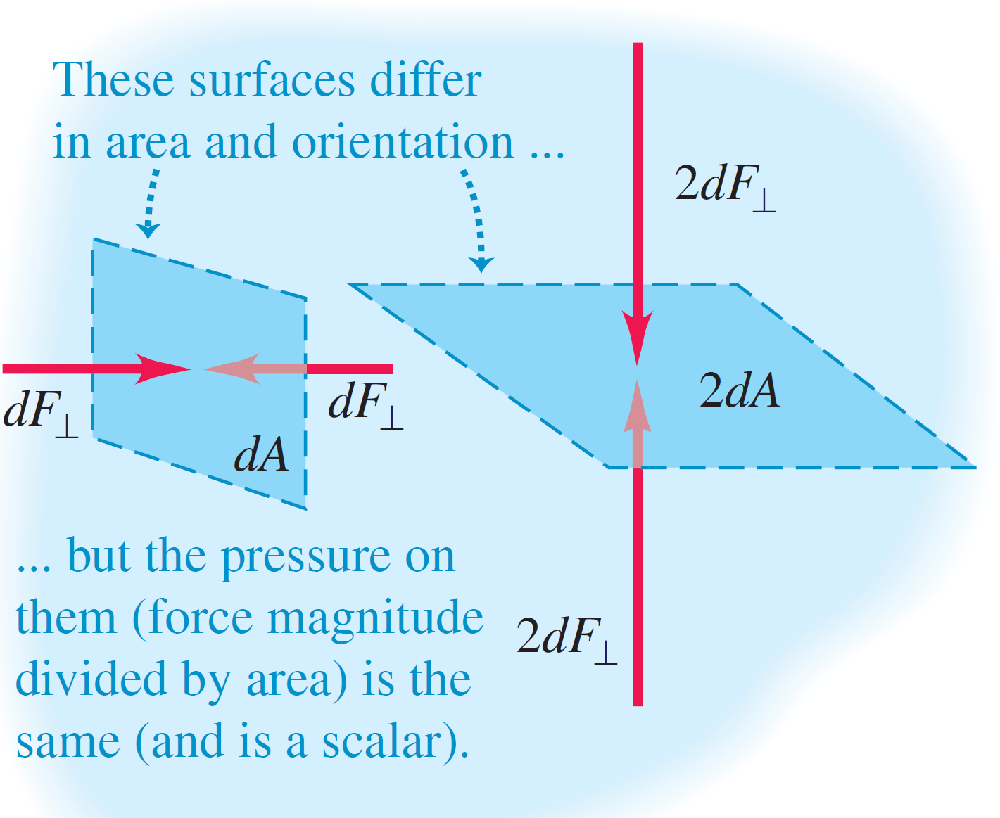 These surfaces differ
in area and orientation ...
2dF⊥
dF⊥
dF⊥
dA
2dA
... but the pressure on
them (force magnitude
divided by area) is the
same (and is a scalar).
2dF⊥